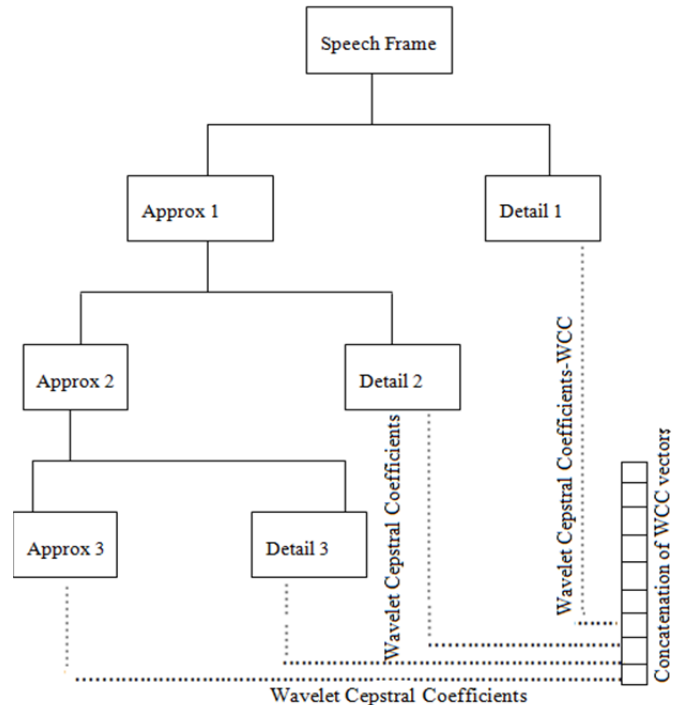 Speech Frame
Approx 1
Detail 1
Approx 2
Detail 2
Approx 3
Detail 3
Wavelet Cepstral Coefficients
Wavelet Cepstral Coefficients-WCC
Concatenation of WCC vectors
Wavelet Cepstral Coefficients